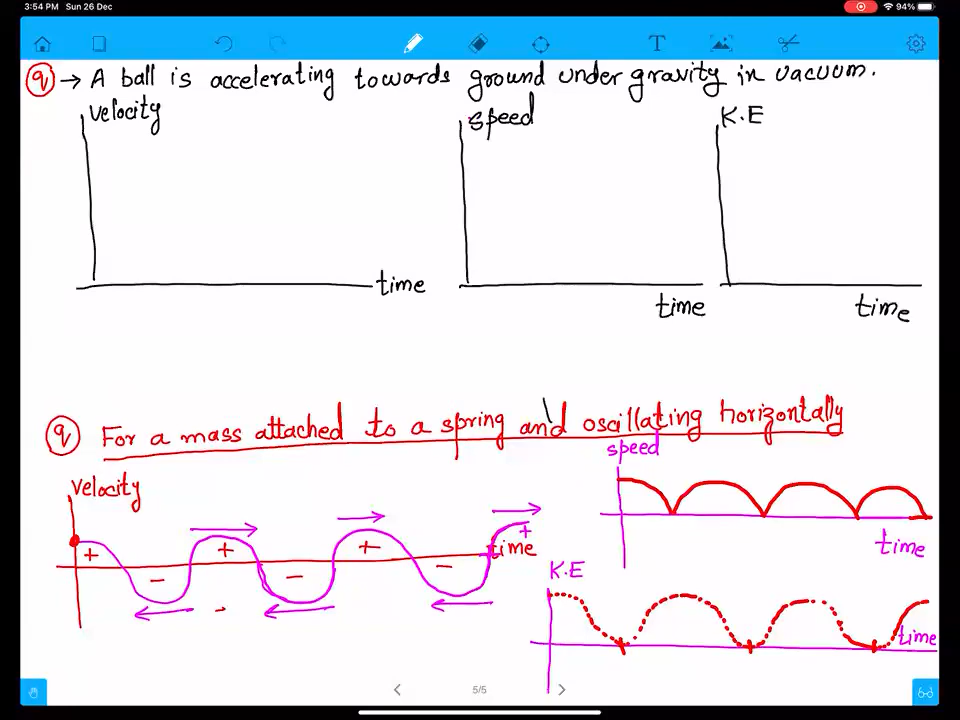 3:54 PM Sun 26 Dec
94%
T
q → A ball is accelerating towards ground under gravity in vacuum.
velocity
speed
K.E
time
time
time
q For a mass attached to a spring and oscillating horizontally
speed
velocity
+ - + - + - +
time
time
K.E
time
5/5